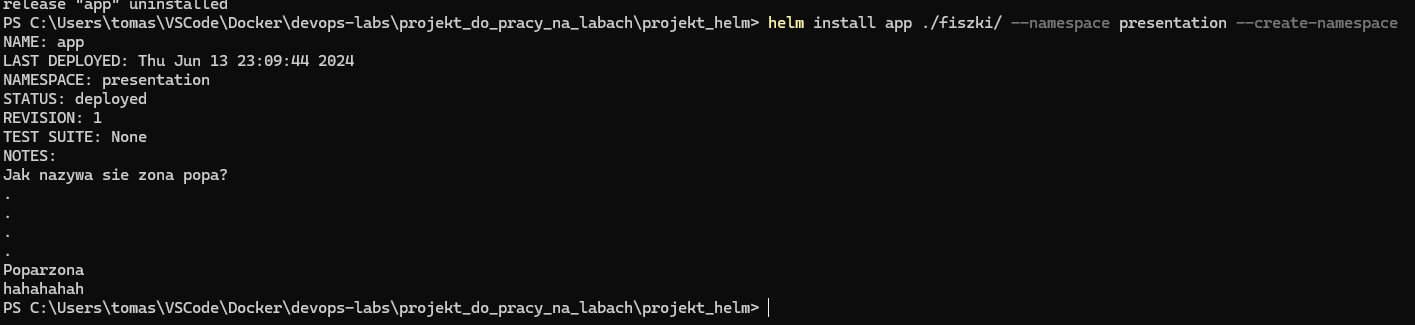 release "app" uninstalled
PS C:\Users\tomas\VSCode\Docker\devops-labs\projekt_do_pracy_na_labach\projekt_helm> helm install app ./fiszki/ --namespace presentation --create-namespace
NAME: app
LAST DEPLOYED: Thu Jun 13 23:09:44 2024
NAMESPACE: presentation
STATUS: deployed
REVISION: 1
TEST SUITE: None
NOTES:
Jak nazywa sie zona popa?
.
.
.
.
Poparzona
hahahahah
PS C:\Users\tomas\VSCode\Docker\devops-labs\projekt_do_pracy_na_labach\projekt_helm>